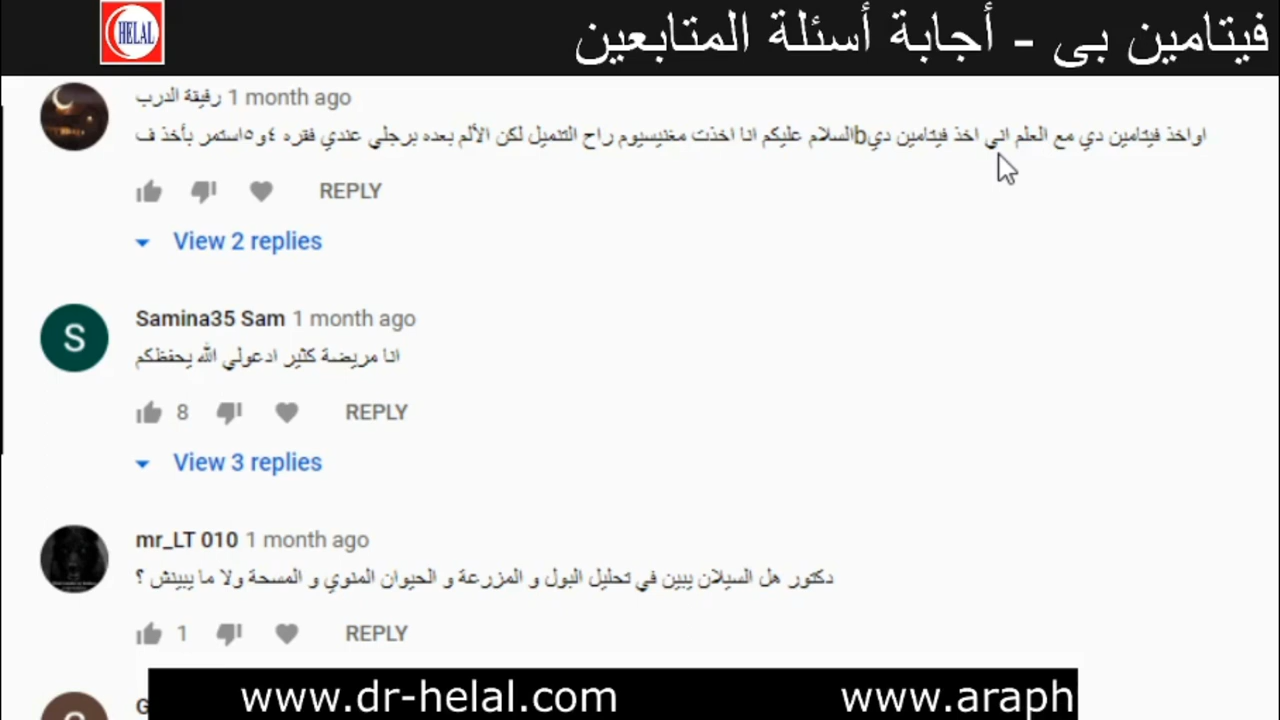 HELAL
فيتامين بى - أجابة أسئلة المتابعين
رفيقة الدرب 1 month ago
اواخذ فيتامين دي مع العلم اني اخذ فيتامين ديbالسلام عليكم انا اخذت مغنيسيوم راح التنميل لكن الألم بعده برجلي عندي فقره ٤و٥استمر بأخذ ف
REPLY
View 2 replies
S
Samina35 Sam 1 month ago
انا مريضة كثير ادعولي الله يحفظكم
8 REPLY
View 3 replies
mr_LT 010 1 month ago
دكتور هل السيلان يبين في تحليل البول و المزرعة و الحيوان المنوي و المسحة ولا ما يبينش ؟
1 REPLY
G
www.dr-helal.com www.araph